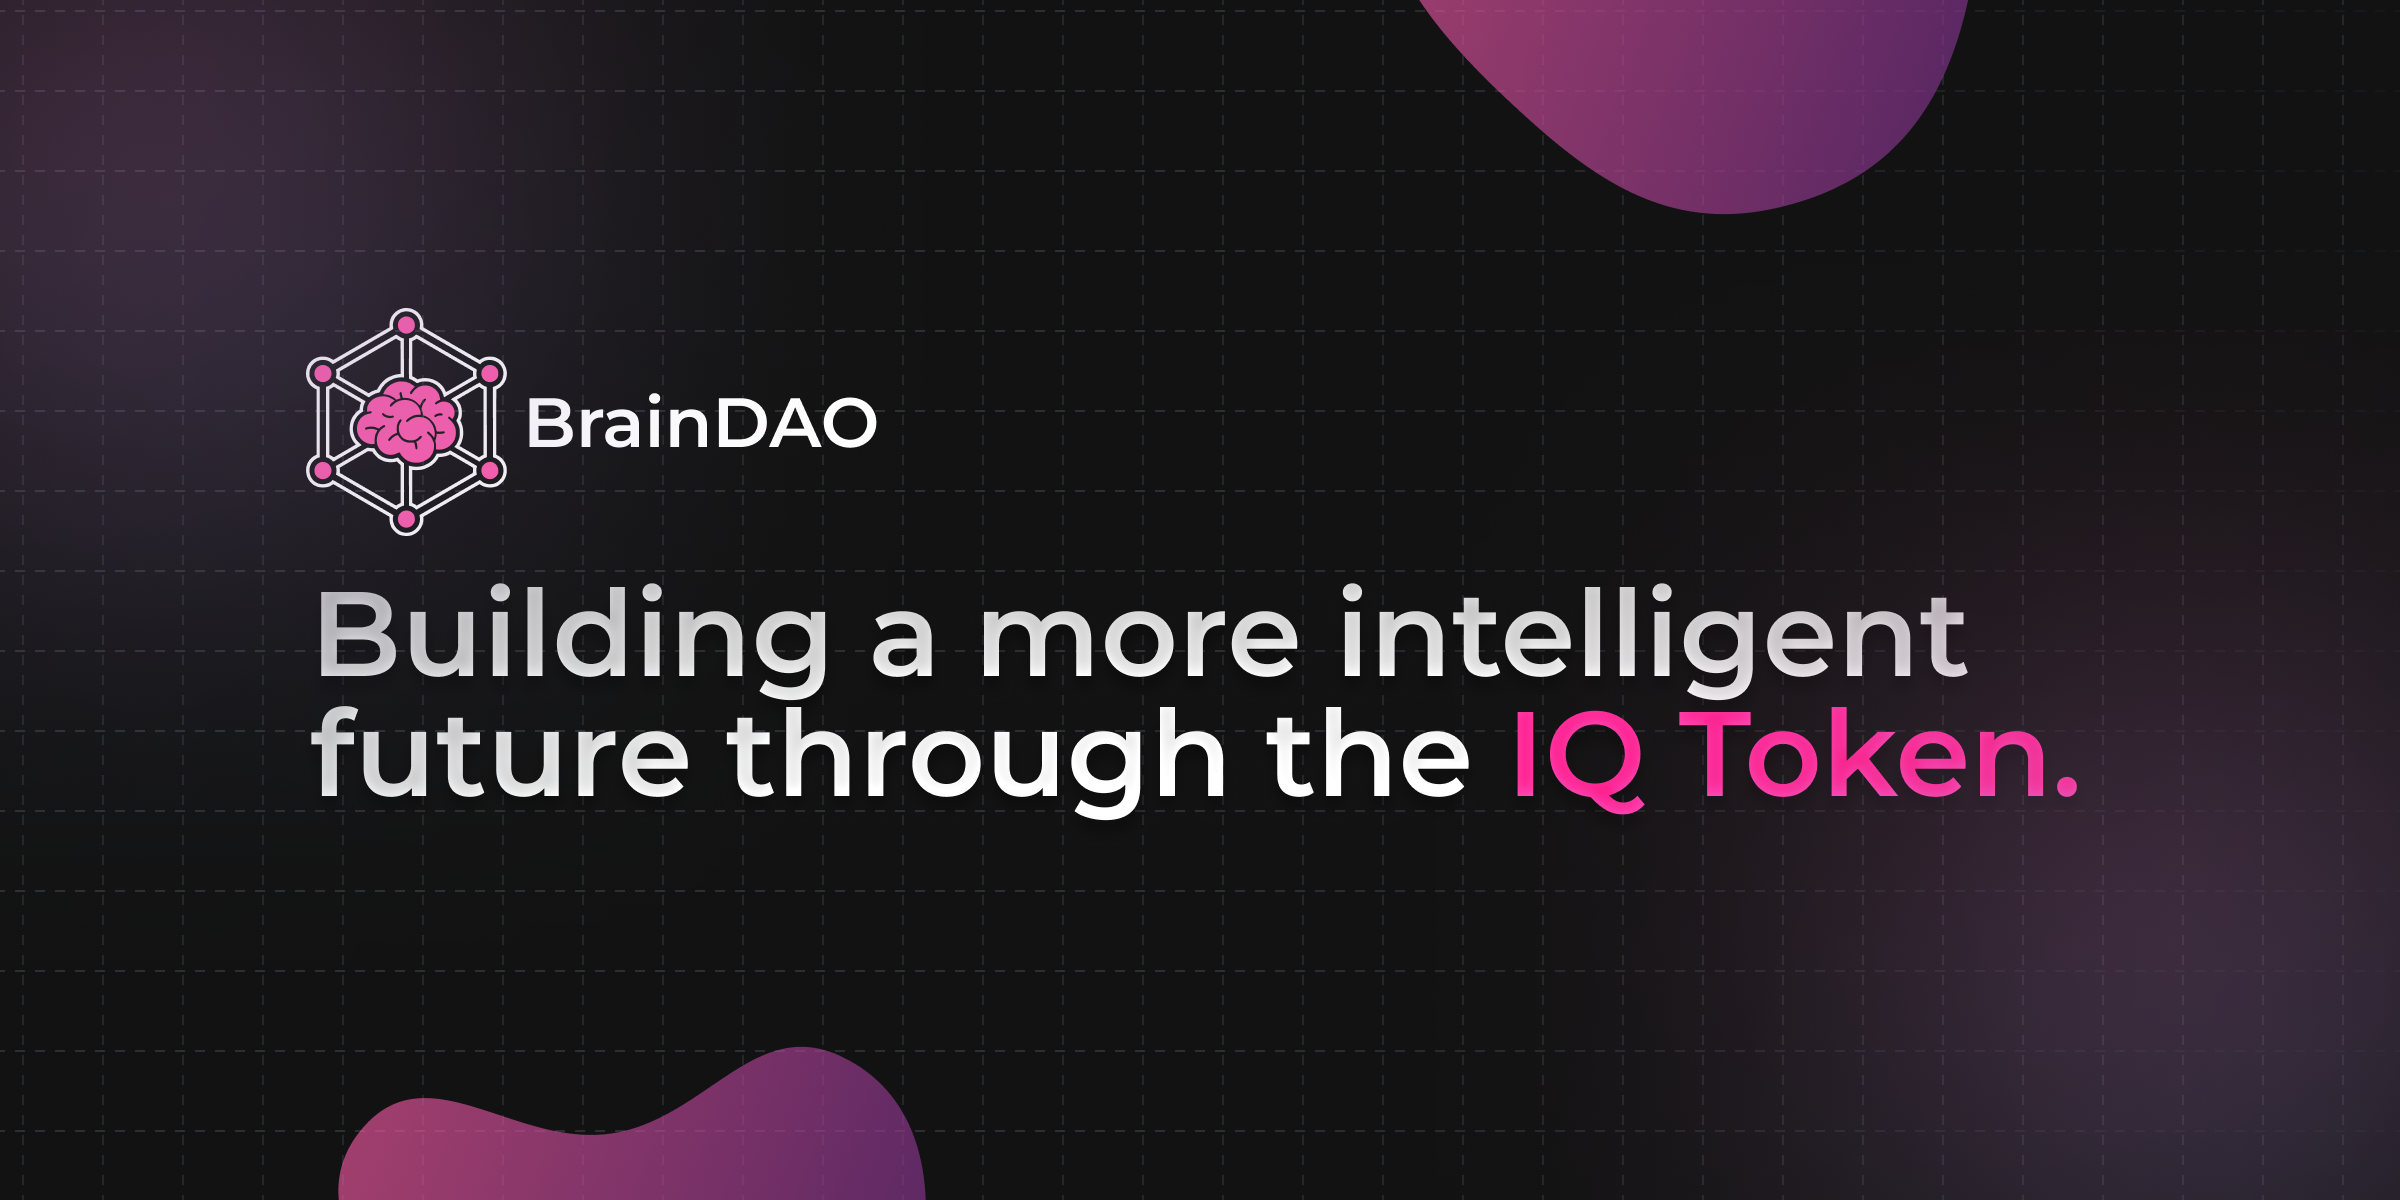 BrainDAO
Building a more intelligent
future through the IQ Token.